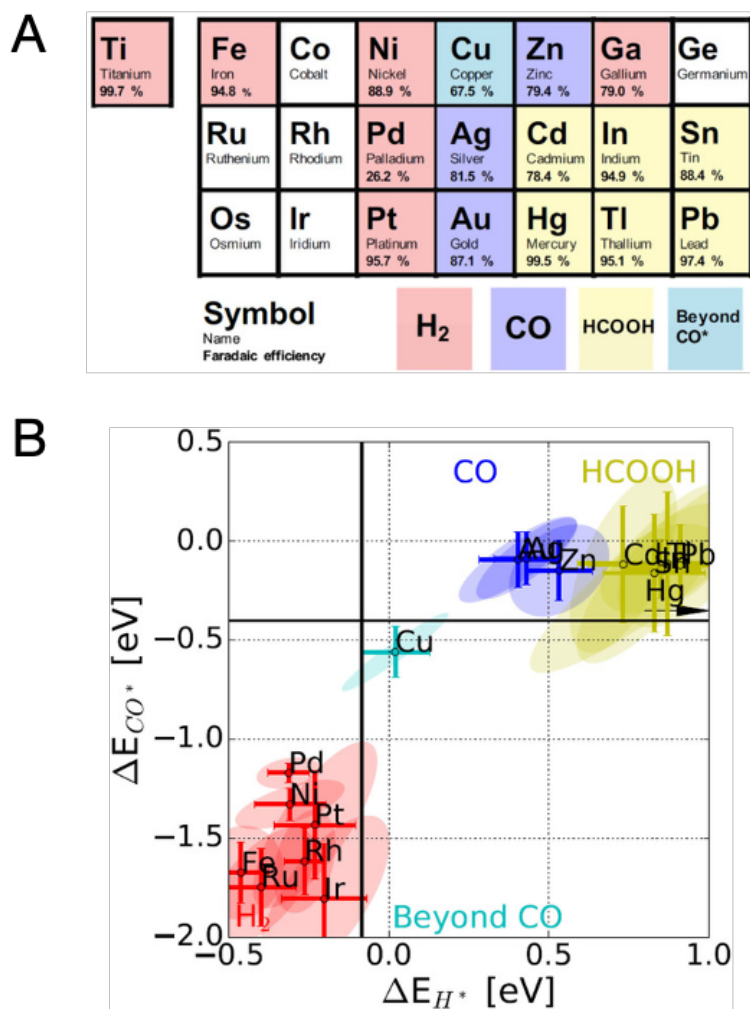 A
Ti
Titanium
99.7 %
Fe
Iron
94.8 %
Co
Cobalt
Ni
Nickel
88.9 %
Cu
Copper
67.5 %
Zn
Zinc
79.4 %
Ga
Gallium
79.0 %
Ge
Germanium
Ru
Ruthenium
Rh
Rhodium
Pd
Palladium
26.2 %
Ag
Silver
81.5 %
Cd
Cadmium
78.4 %
In
Indium
94.9 %
Sn
Tin
88.4 %
Os
Osmium
Ir
Iridium
Pt
Platinum
95.7 %
Au
Gold
87.1 %
Hg
Mercury
99.5 %
Tl
Thallium
95.1 %
Pb
Lead
97.4 %
Symbol
Name
Faradaic efficiency
H₂
CO
HCOOH
Beyond
CO*
B
0.5
0.0
−0.5
−1.0
−1.5
−2.0
ΔE_CO* [eV]
CO
HCOOH
Ag
Zn
Cd
Sn
Pb
Hg
Cu
Pd
Ni
Pt
Rh
Fe
Ru
Ir
H₂
Beyond CO
−0.5
0.0
0.5
1.0
ΔE_H* [eV]